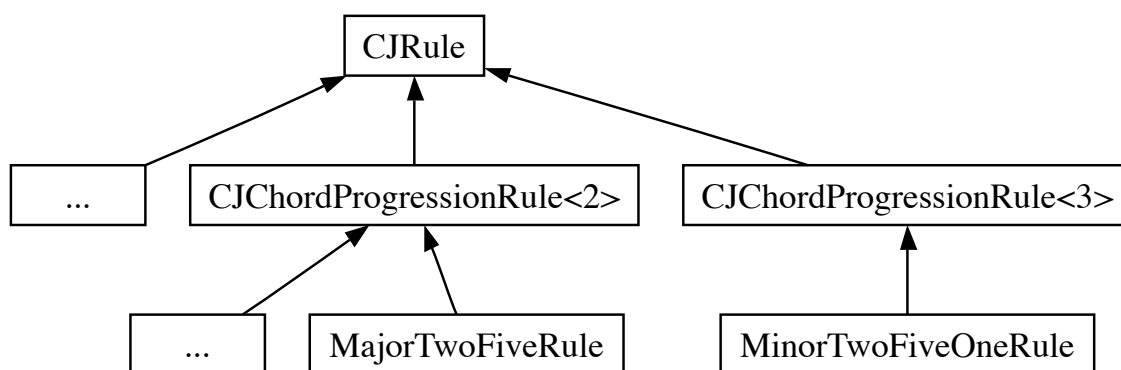 CJRule
...
CJChordProgressionRule<2>
CJChordProgressionRule<3>
...
MajorTwoFiveRule
MinorTwoFiveOneRule